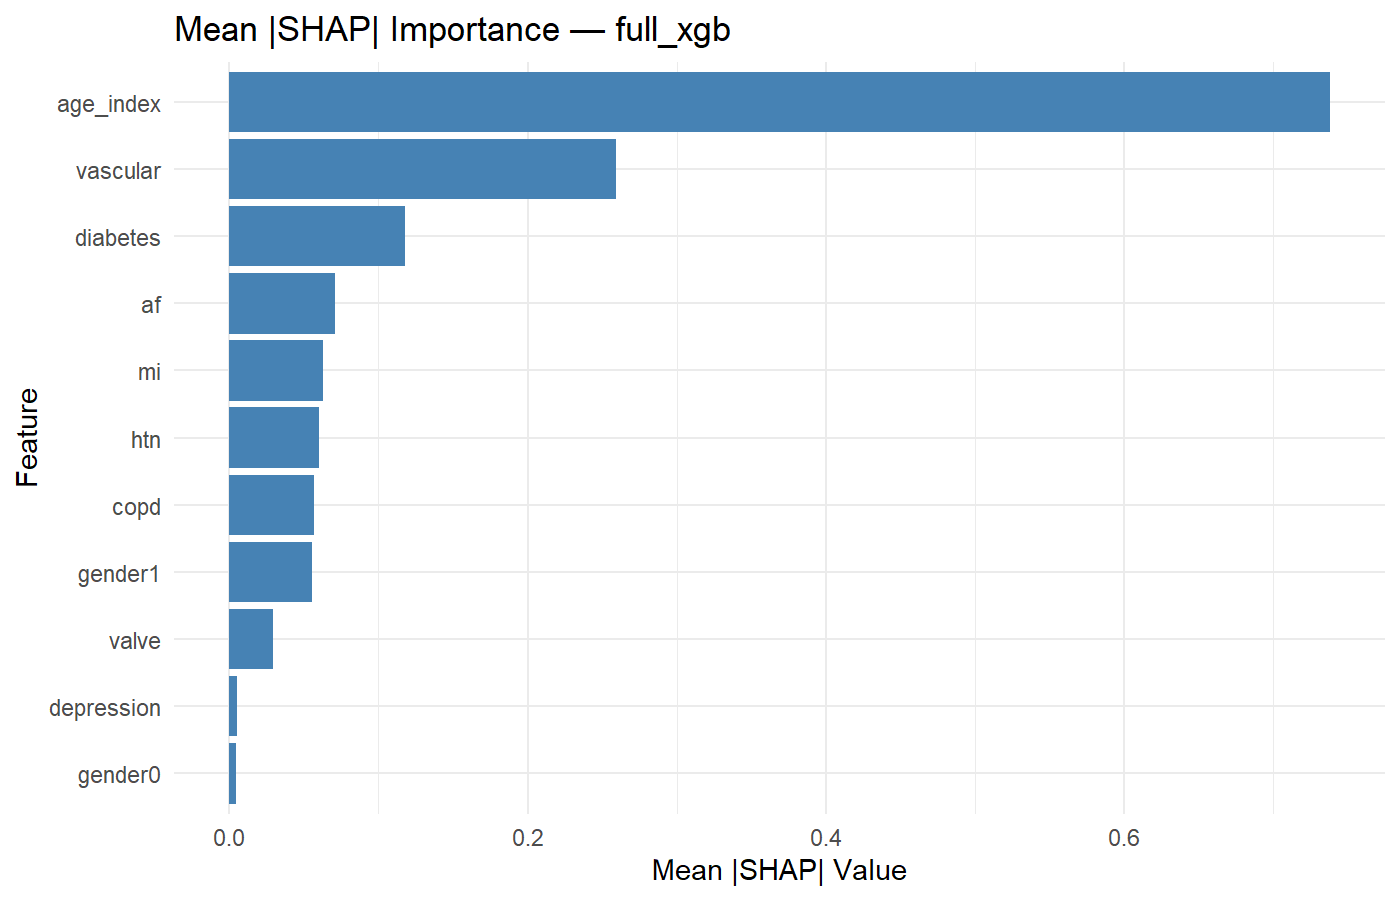 Mean |SHAP| Importance — full_xgb
age_index
vascular
diabetes
af
mi
htn
copd
gender1
valve
depression
gender0
Feature
0.0 0.2 0.4 0.6
Mean |SHAP| Value